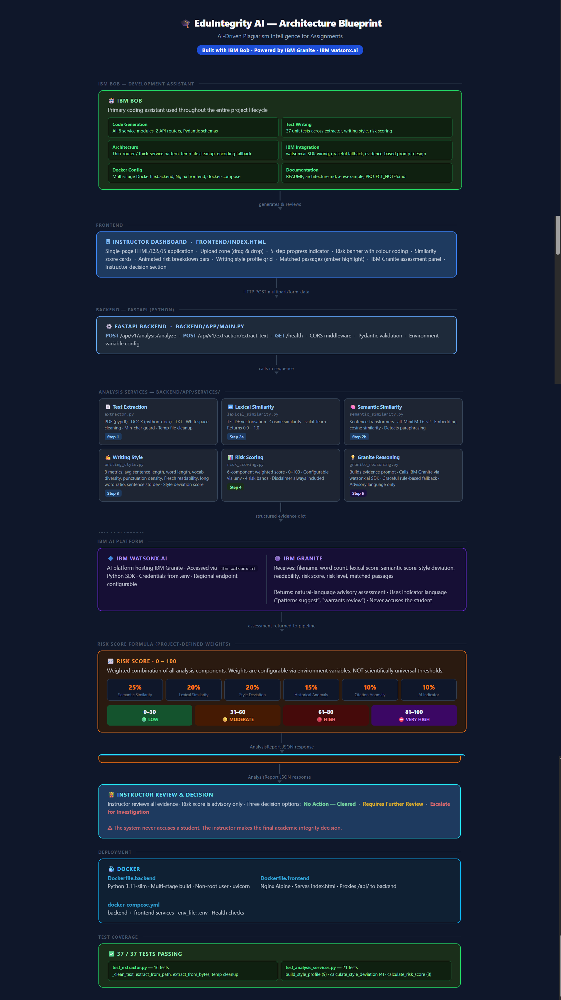 🎓 EduIntegrity AI — Architecture Blueprint
AI-Driven Plagiarism Intelligence for Assignments
Built with IBM Bob · Powered by IBM Granite · IBM watsonx.ai
IBM BOB — DEVELOPMENT ASSISTANT
🤖 IBM BOB
Primary coding assistant used throughout the entire project lifecycle
Code Generation
All 6 service modules, 2 API routers, Pydantic schemas
Test Writing
37 unit tests across extractor, writing style, risk scoring
Architecture
Thin-router / thick-service pattern, temp file cleanup, encoding fallback
IBM Integration
watsonx.ai SDK wiring, graceful fallback, evidence-based prompt design
Docker Config
Multi-stage Dockerfile.backend, Nginx frontend, docker-compose
Documentation
README, architecture.md, .env.example, PROJECT_NOTES.md
generates & reviews
FRONTEND
INSTRUCTOR DASHBOARD · FRONTEND/INDEX.HTML
Single-page HTML/CSS/JS application · Upload zone (drag & drop) · 5-step progress indicator · Risk banner with colour coding · Similarity
score cards · Animated risk breakdown bars · Writing style profile grid · Matched passages (amber highlight) · IBM Granite assessment panel ·
Instructor decision section
HTTP POST multipart/form-data
BACKEND — FASTAPI (PYTHON)
⚙️ FASTAPI BACKEND · BACKEND/APP/MAIN.PY
POST /api/v1/analysis/analyze · POST /api/v1/extraction/extract-text · GET /health · CORS middleware · Pydantic validation · Environment
variable config
calls in sequence
ANALYSIS SERVICES — BACKEND/APP/SERVICES/
📄 Text Extraction
extractor.py
PDF (pypdf) · DOCX (python-docx) · TXT · Whitespace
cleaning · Min-char guard · Temp file cleanup
Step 1
🔤 Lexical Similarity
lexical_similarity.py
TF-IDF vectorisation · Cosine similarity · scikit-learn ·
Returns 0.0 – 1.0
Step 2a
🧠 Semantic Similarity
semantic_similarity.py
Sentence Transformers · all-MiniLM-L6-v2 · Embedding
cosine similarity · Detects paraphrasing
Step 2b
✍️ Writing Style
writing_style.py
8 metrics: avg sentence length, word length, vocab
diversity, punctuation density, Flesch readability, long
word ratio, sentence std dev · Style deviation score
Step 3
📊 Risk Scoring
risk_scoring.py
6-component weighted score · 0–100 · Configurable
via .env · 4 risk bands · Disclaimer always included
Step 4
💡 Granite Reasoning
granite_reasoning.py
Builds evidence prompt · Calls IBM Granite via
watsonx.ai SDK · Graceful rule-based fallback ·
Advisory language only
Step 5
structured evidence dict
IBM AI PLATFORM
🔷 IBM WATSONX.AI
AI platform hosting IBM Granite · Accessed via ibm-watsonx-ai
Python SDK · Credentials from .env · Regional endpoint
configurable
🟣 IBM GRANITE
Receives: filename, word count, lexical score, semantic score, style deviation,
readability, risk score, risk level, matched passages
Returns: natural-language advisory assessment · Uses indicator language
("patterns suggest", "warrants review") · Never accuses the student
assessment returned to pipeline
RISK SCORE FORMULA (PROJECT-DEFINED WEIGHTS)
📈 RISK SCORE · 0 – 100
Weighted combination of all analysis components. Weights are configurable via environment variables. NOT scientifically universal thresholds.
25%
Semantic Similarity
20%
Lexical Similarity
20%
Style Deviation
15%
Historical Anomaly
10%
Citation Anomaly
10%
AI Indicator
0–30
🟢 LOW
31–60
🟡 MODERATE
61–80
🔴 HIGH
81–100
⛔ VERY HIGH
AnalysisReport JSON response
AnalysisReport JSON response
👩‍🏫 INSTRUCTOR REVIEW & DECISION
Instructor reviews all evidence · Risk score is advisory only · Three decision options: No Action — Cleared · Requires Further Review · Escalate
for Investigation
⚠ The system never accuses a student. The instructor makes the final academic integrity decision.
DEPLOYMENT
🐳 DOCKER
Dockerfile.backend
Python 3.11-slim · Multi-stage build · Non-root user · uvicorn
Dockerfile.frontend
Nginx Alpine · Serves index.html · Proxies /api/ to backend
docker-compose.yml
backend + frontend services · env_file: .env · Health checks
TEST COVERAGE
✅ 37 / 37 TESTS PASSING
test_extractor.py — 16 tests
_clean_text, extract_from_path, extract_from_bytes, temp cleanup
test_analysis_services.py — 21 tests
build_style_profile (9) · calculate_style_deviation (4) · calculate_risk_score (8)